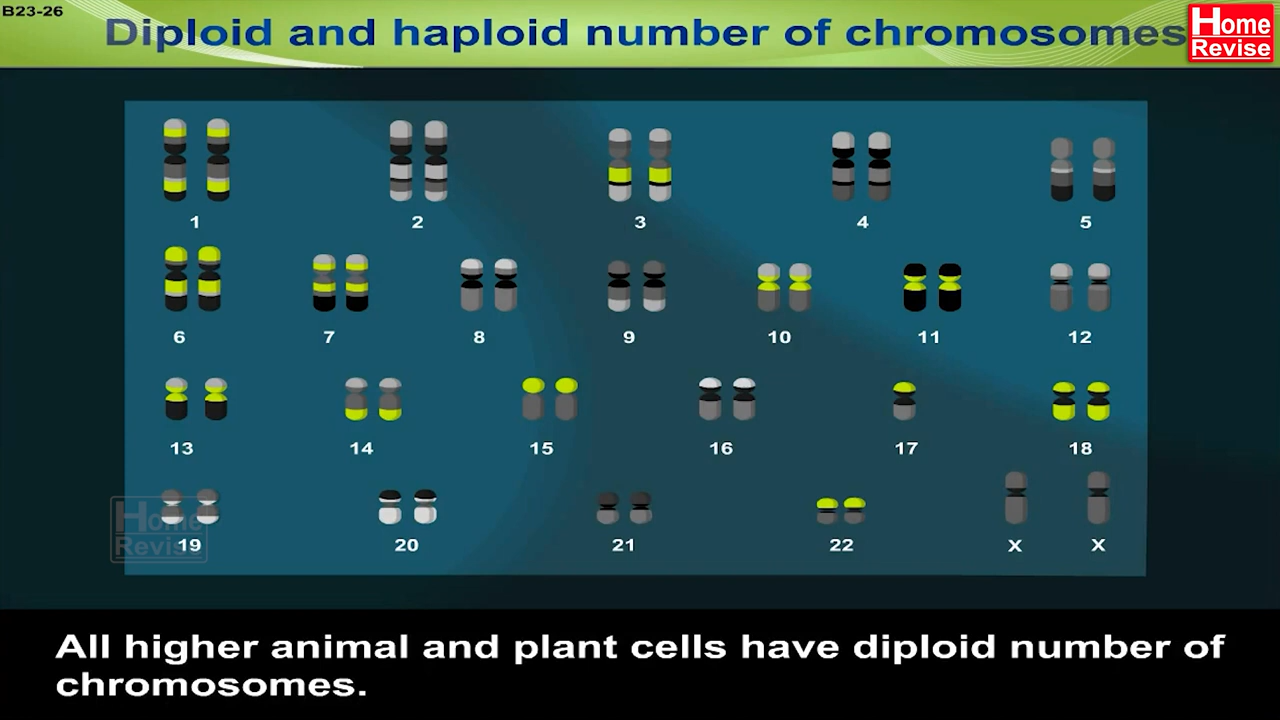 B23-26
Diploid and haploid number of chromosomes
Home
Revise
1 2 3 4 5
6 7 8 9 10 11 12
13 14 15 16 17 18
Home
Revise
19 20 21 22 X X
All higher animal and plant cells have diploid number of
chromosomes.